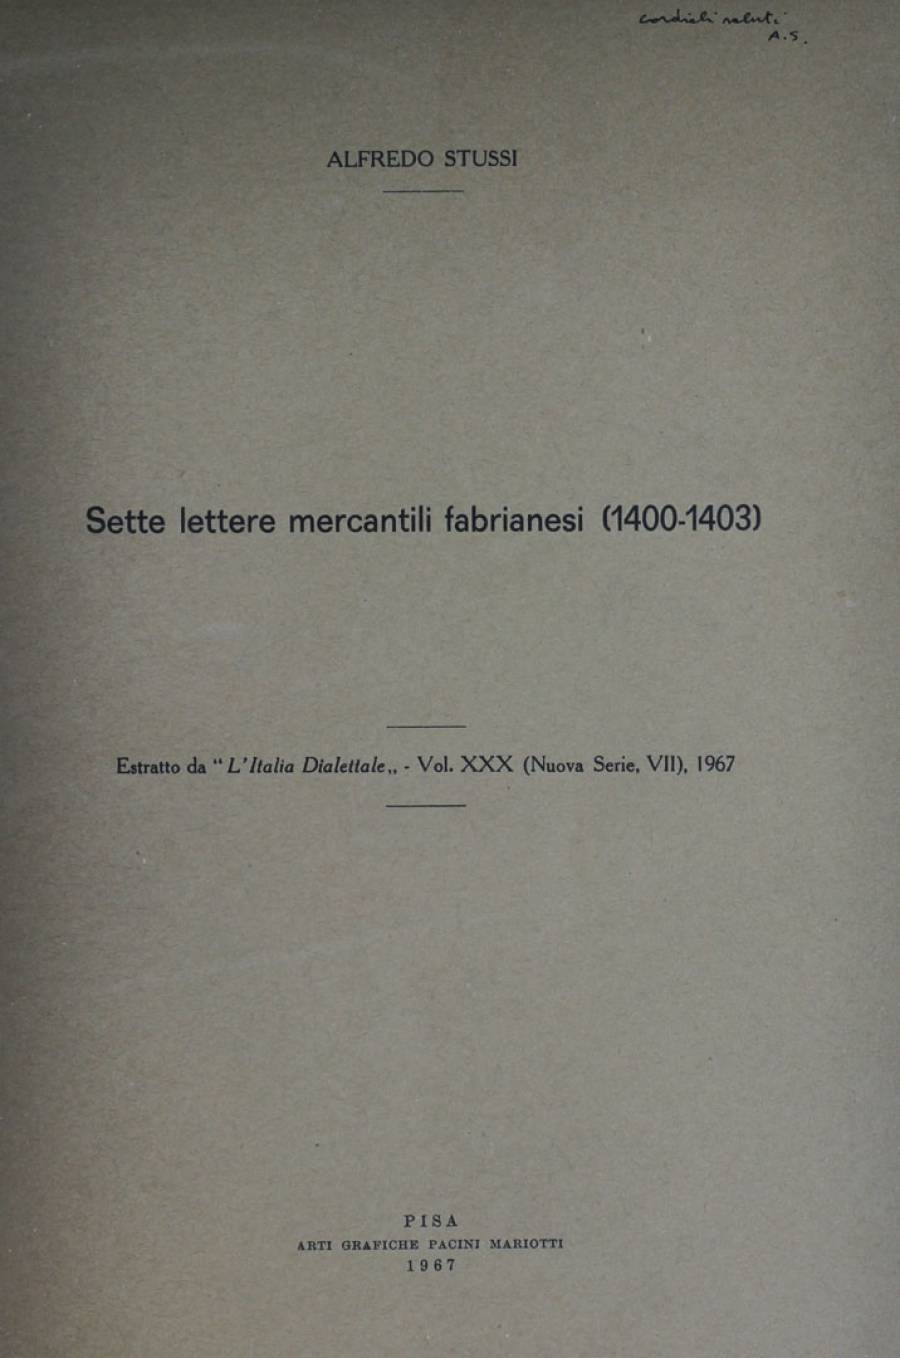 cordiali saluti
A.S.
ALFREDO STUSSI
Sette lettere mercantili fabrianesi (1400-1403)
Estratto da “ L'Italia Dialettale„ - Vol. XXX (Nuova Serie, VII), 1967
PISA
ARTI GRAFICHE PACINI MARIOTTI
1967